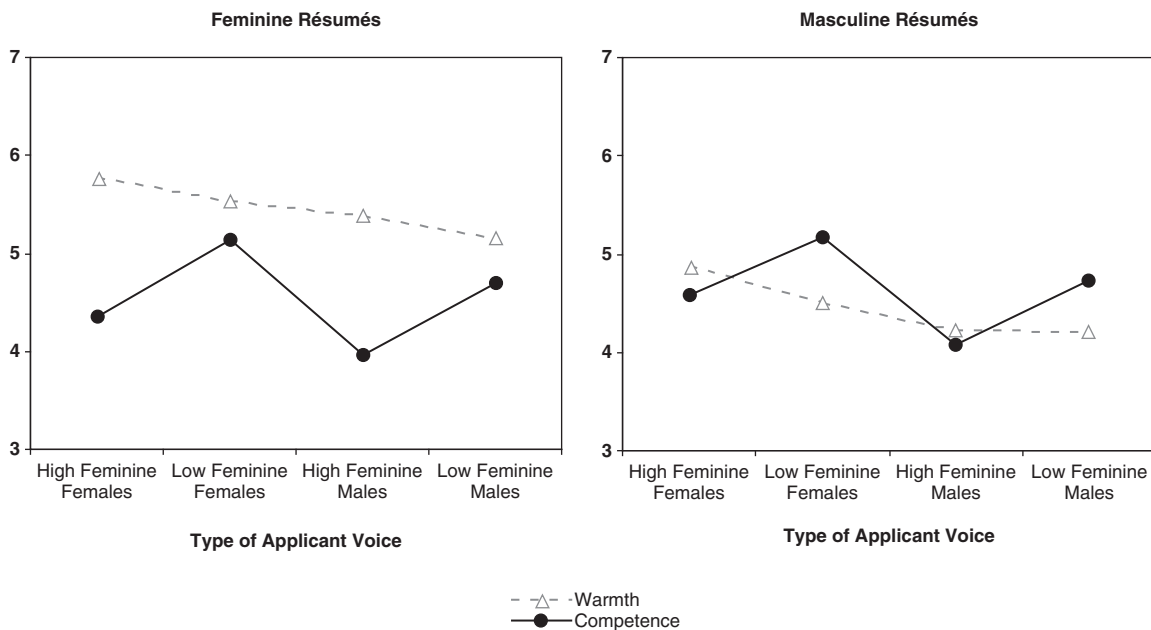 Feminine Résumés
7
6
5
4
3
High Feminine Females
Low Feminine Females
High Feminine Males
Low Feminine Males
Type of Applicant Voice
Masculine Résumés
7
6
5
4
3
High Feminine Females
Low Feminine Females
High Feminine Males
Low Feminine Males
Type of Applicant Voice
Warmth
Competence